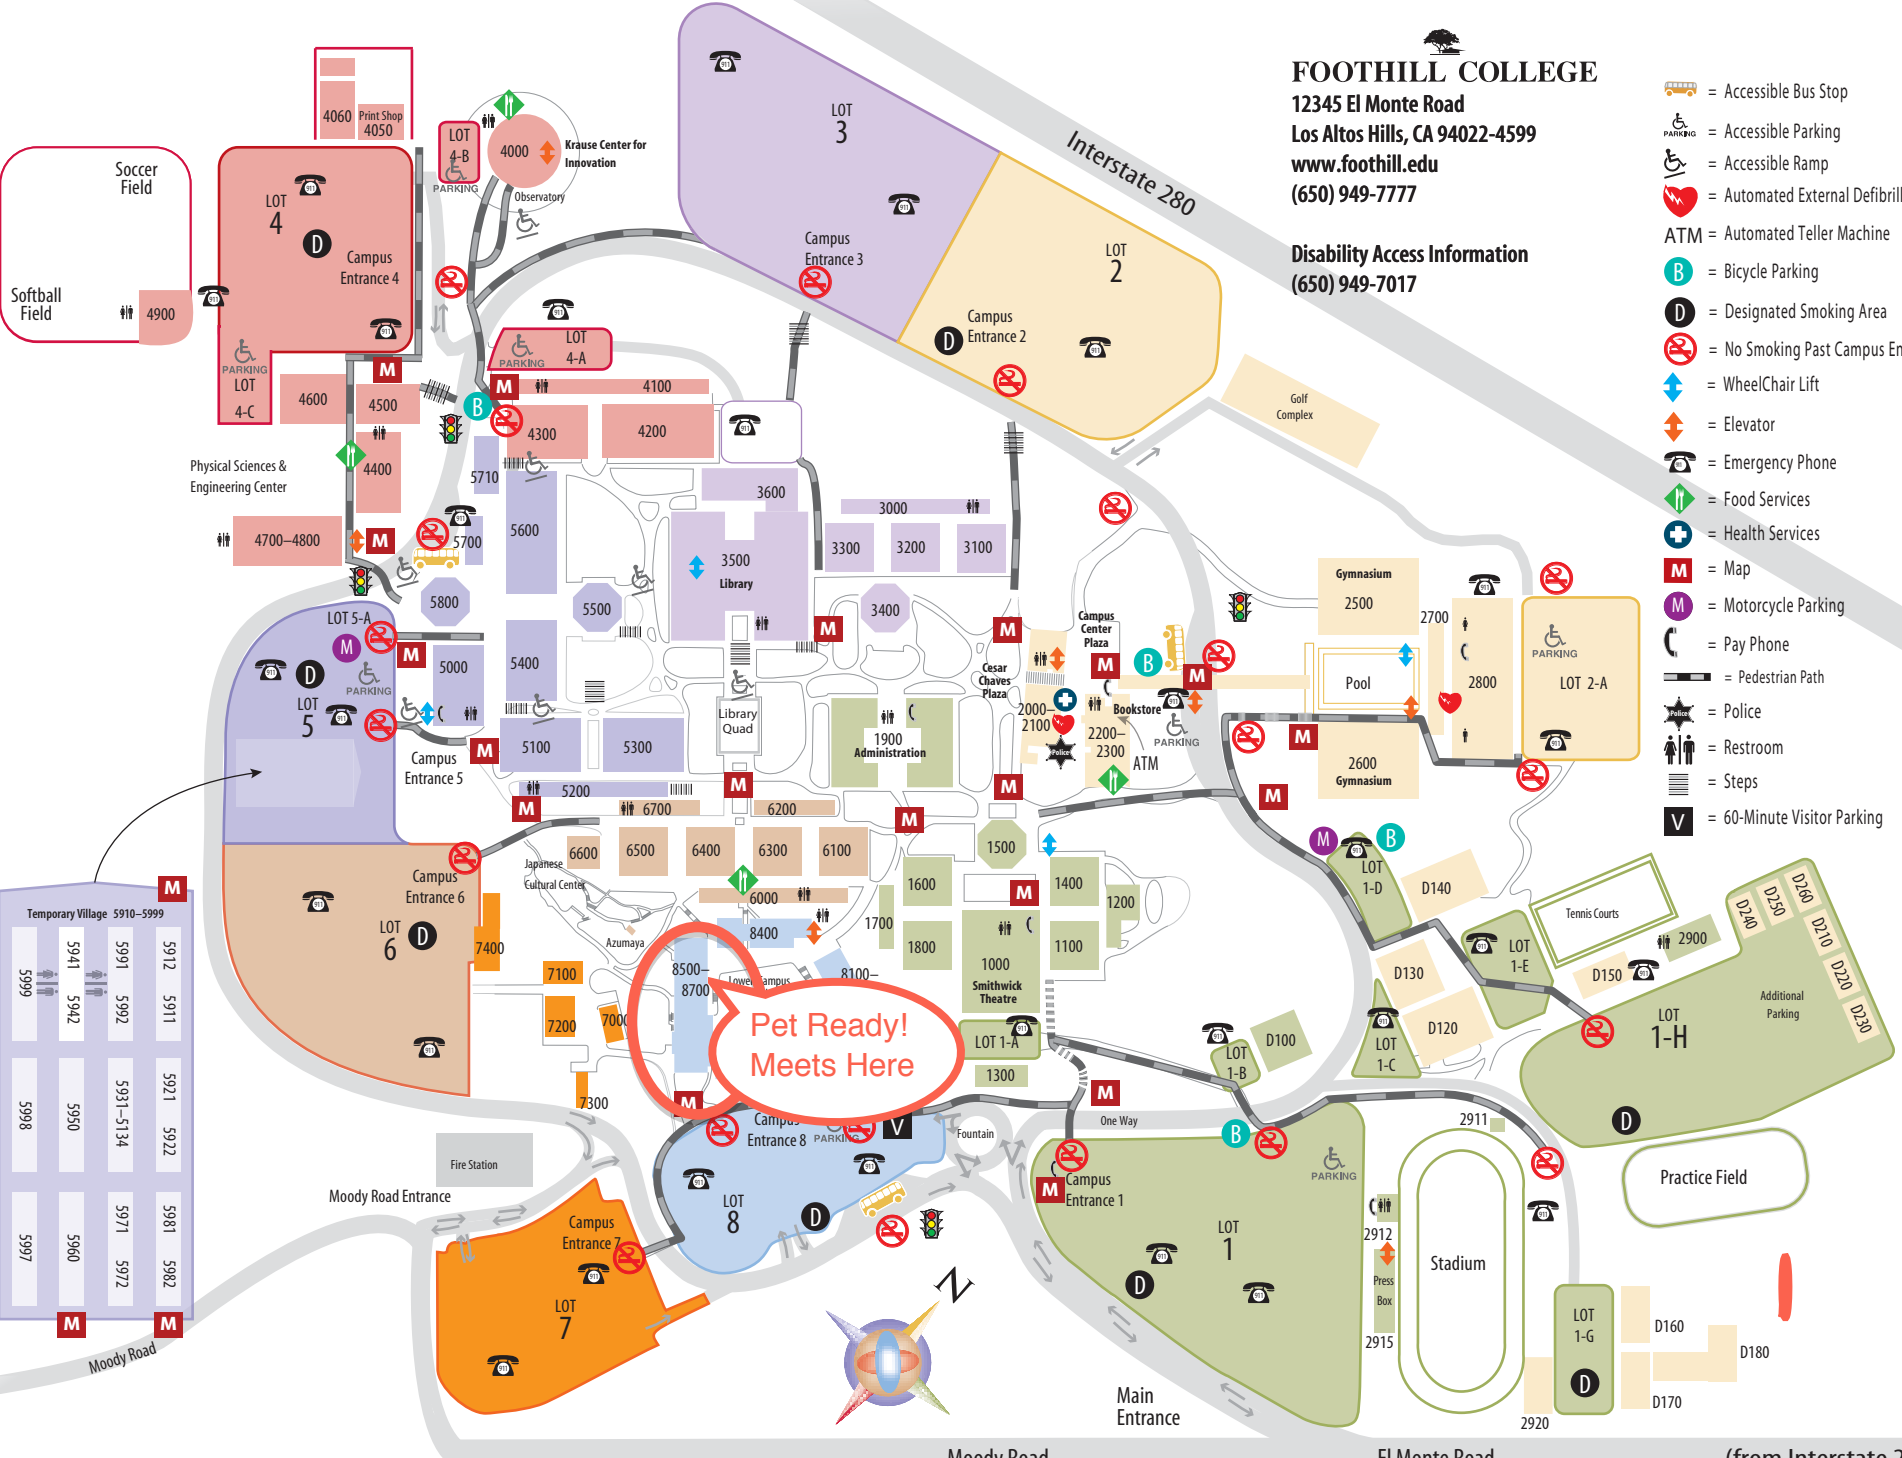 FOOTHILL COLLEGE
12345 El Monte Road
Los Altos Hills, CA 94022-4599
www.foothill.edu
(650) 949-7777
Disability Access Information
(650) 949-7017
= Accessible Bus Stop
PARKING = Accessible Parking
= Accessible Ramp
= Automated External Defibrill
ATM = Automated Teller Machine
B = Bicycle Parking
D = Designated Smoking Area
= No Smoking Past Campus En
= WheelChair Lift
= Elevator
= Emergency Phone
= Food Services
= Health Services
M = Map
M = Motorcycle Parking
= Pay Phone
= Pedestrian Path
Police = Police
= Restroom
= Steps
V = 60-Minute Visitor Parking
Interstate 280
LOT
3
Campus
Entrance 3
LOT
2
Campus
Entrance 2
D
Golf
Complex
4060
Print Shop
4050
LOT
4-B
PARKING
4000
Krause Center for
Innovation
Observatory
Soccer
Field
Softball
Field
4900
LOT
4
D
Campus
Entrance 4
PARKING
LOT
4-C
LOT
4-A
PARKING
M
M
4100
4600
4500
B
4300
4200
4400
Physical Sciences &
Engineering Center
4700–4800
M
5710
5700
5600
5800
5500
3600
3500
Library
3000
3300
3200
3100
3400
M
M
LOT 5-A
M
M
D
LOT
5
PARKING
5000
5400
Campus
Entrance 5
M
5100
5300
5200
M
Library
Quad
M
1900
Administration
Cesar
Chaves
Plaza
Campus
Center
Plaza
M
B
M
2000–
2100
Police
Bookstore
2200–
2300
ATM
PARKING
M
Gymnasium
2500
2700
Pool
2800
PARKING
LOT 2-A
M
2600
Gymnasium
M
6700
6200
M
6600
6500
6400
6300
6100
6000
Japanese
Cultural Center
Azumaya
8400
8500–
8700
8100–
Pet Ready!
Meets Here
1500
1600
1700
1800
M
1400
1200
1100
1000
Smithwick
Theatre
LOT 1-A
1300
M
Campus
Entrance 6
LOT
6
D
7400
7100
7200
7000
7300
M
Temporary Village 5910–5999
M
5999
5941
5942
5991
5992
5912
5911
5998
5950
5931–5134
5921
5922
5997
5960
5971
5972
5981
5982
M
M
Moody Road
Fire Station
Moody Road Entrance
Campus
Entrance 7
LOT
7
Campus
Entrance 8
PARKING
V
LOT
8
D
Fountain
One Way
M
B
LOT
1-D
D140
Tennis Courts
D240
D250
D260
D210
D220
D230
LOT
1-E
2900
D150
D130
D120
LOT
1-C
D100
LOT
1-B
LOT
1-H
Additional
Parking
D
B
M
Campus
Entrance 1
LOT
1
D
PARKING
2911
2912
Press
Box
2915
Stadium
Practice Field
LOT
1-G
D
D160
D180
D170
2920
N
Main
Entrance
Moody Road
El Monte Road
(from Interstate 2